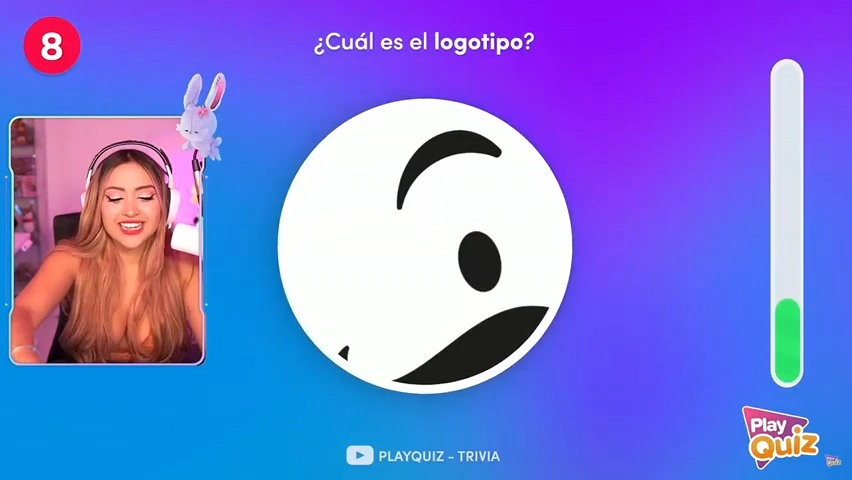 8
¿Cuál es el logotipo?
Play
Quiz
PLAYQUIZ - TRIVIA